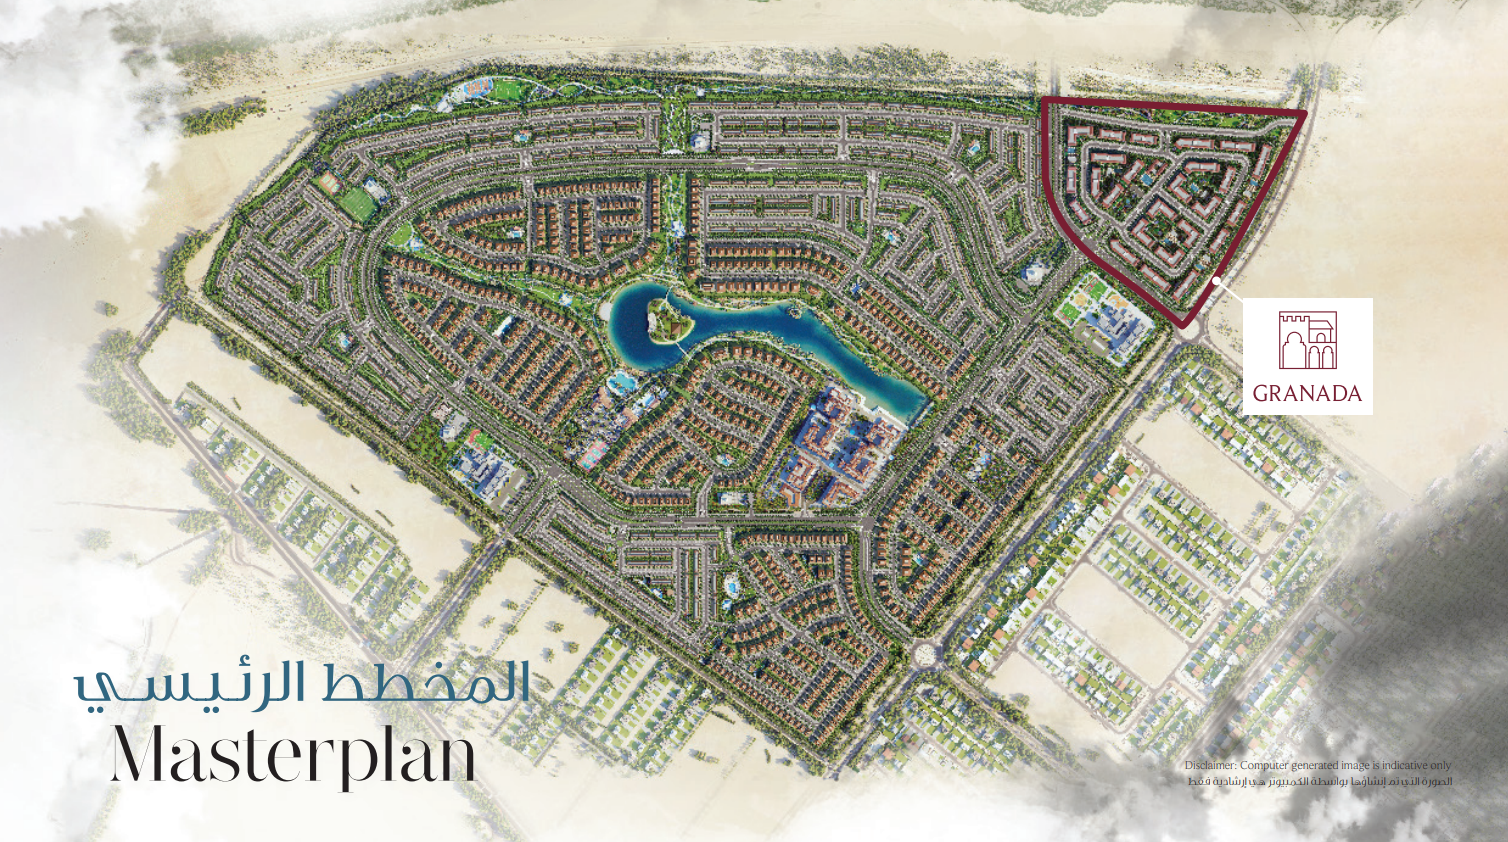 GRANADA
المخطط الرئيسي
Masterplan
Disclaimer: Computer generated image is indicative only
الصورة التي تم إنشاؤها بواسطة الكمبيوتر هي إرشادية فقط